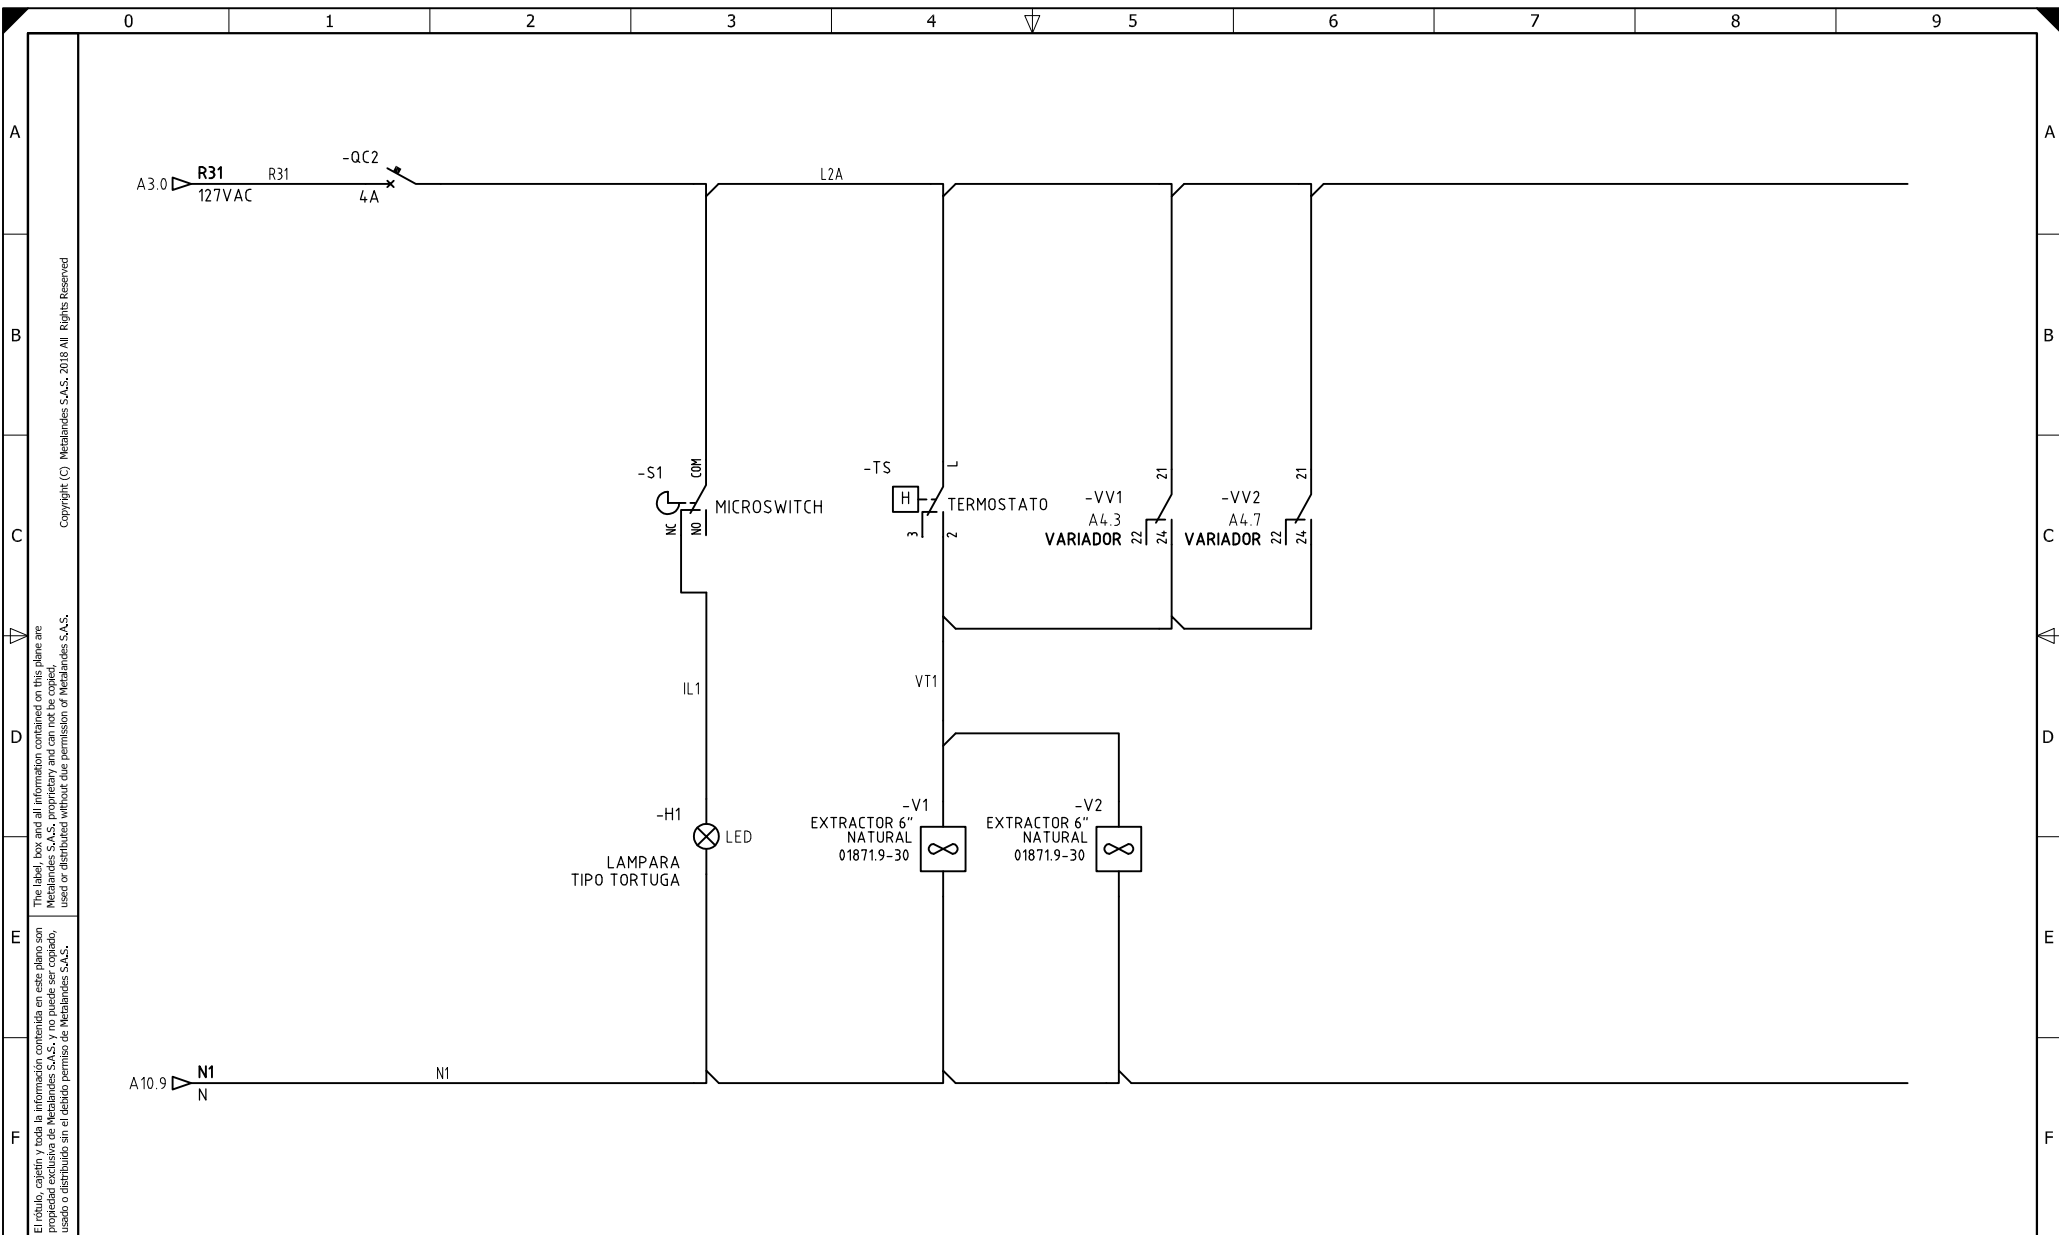 0 1 2 3 4 5 6 7 8 9
A A
-QC2
A3.0 R31 R31 L2A
127VAC 4A
B B
Copyright (C) Metalandes S.A.S. 2018 All Rights Reserved
-S1 COM
MICROSWITCH
NC NO
-TS L
H
TERMOSTATO
3 2
21
-VV1
A4.3
VARIADOR 22 24
21
-VV2
A4.7
VARIADOR 22 24
C C
The label, box and all information contained on this plane are
Metalandes S.A.S. proprietary and can not be copied,
used or distributed without due permission of Metalandes S.A.S.
IL1 VT1
D D
-H1
LED
LAMPARA
TIPO TORTUGA
-V1
EXTRACTOR 6"
NATURAL
01871.9-30
-V2
EXTRACTOR 6"
NATURAL
01871.9-30
E E
El rótulo, cajetín y toda la información contenida en este plano son
propiedad exclusiva de Metalandes S.A.S. y no puede ser copiado,
usado o distribuido sin el debido permiso de Metalandes S.A.S.
A10.9 N1 N1
N
F F